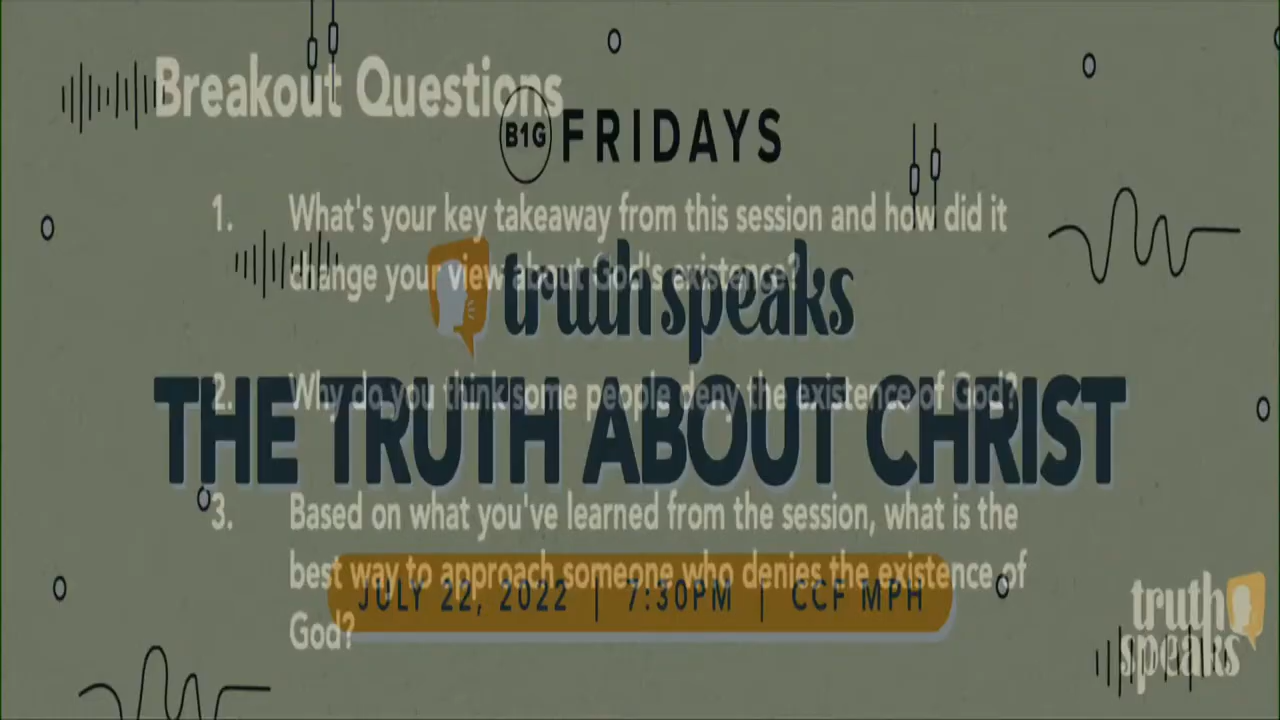 Breakout Questions
1. What's your key takeaway from this session and how did it
change your view about God's existence?
2. Why do you think some people deny the existence of God?
3. Based on what you've learned from the session, what is the
best way to approach someone who denies the existence of
God?
B1G FRIDAYS
truth speaks
THE TRUTH ABOUT CHRIST
JULY 22, 2022 | 7:30PM | CCF MPH
truth
speaks